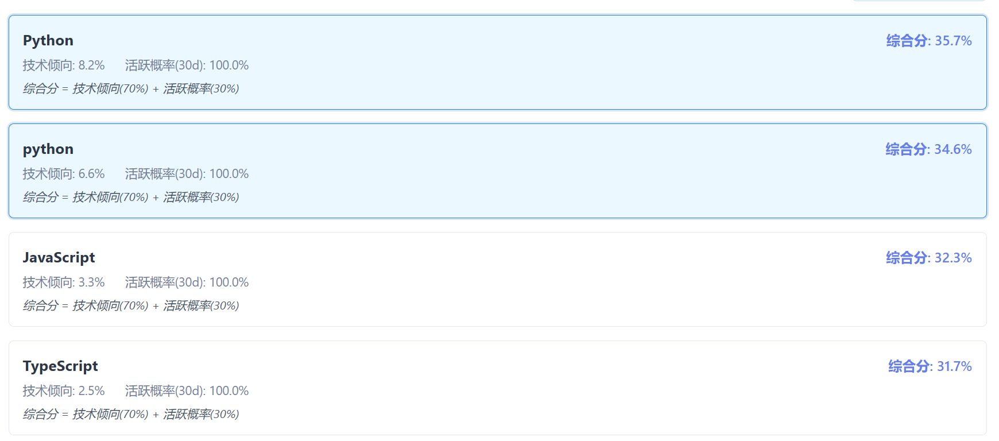 Python
综合分: 35.7%
技术倾向: 8.2% 活跃概率(30d): 100.0%
综合分 = 技术倾向(70%) + 活跃概率(30%)
python
综合分: 34.6%
技术倾向: 6.6% 活跃概率(30d): 100.0%
综合分 = 技术倾向(70%) + 活跃概率(30%)
JavaScript
综合分: 32.3%
技术倾向: 3.3% 活跃概率(30d): 100.0%
综合分 = 技术倾向(70%) + 活跃概率(30%)
TypeScript
综合分: 31.7%
技术倾向: 2.5% 活跃概率(30d): 100.0%
综合分 = 技术倾向(70%) + 活跃概率(30%)